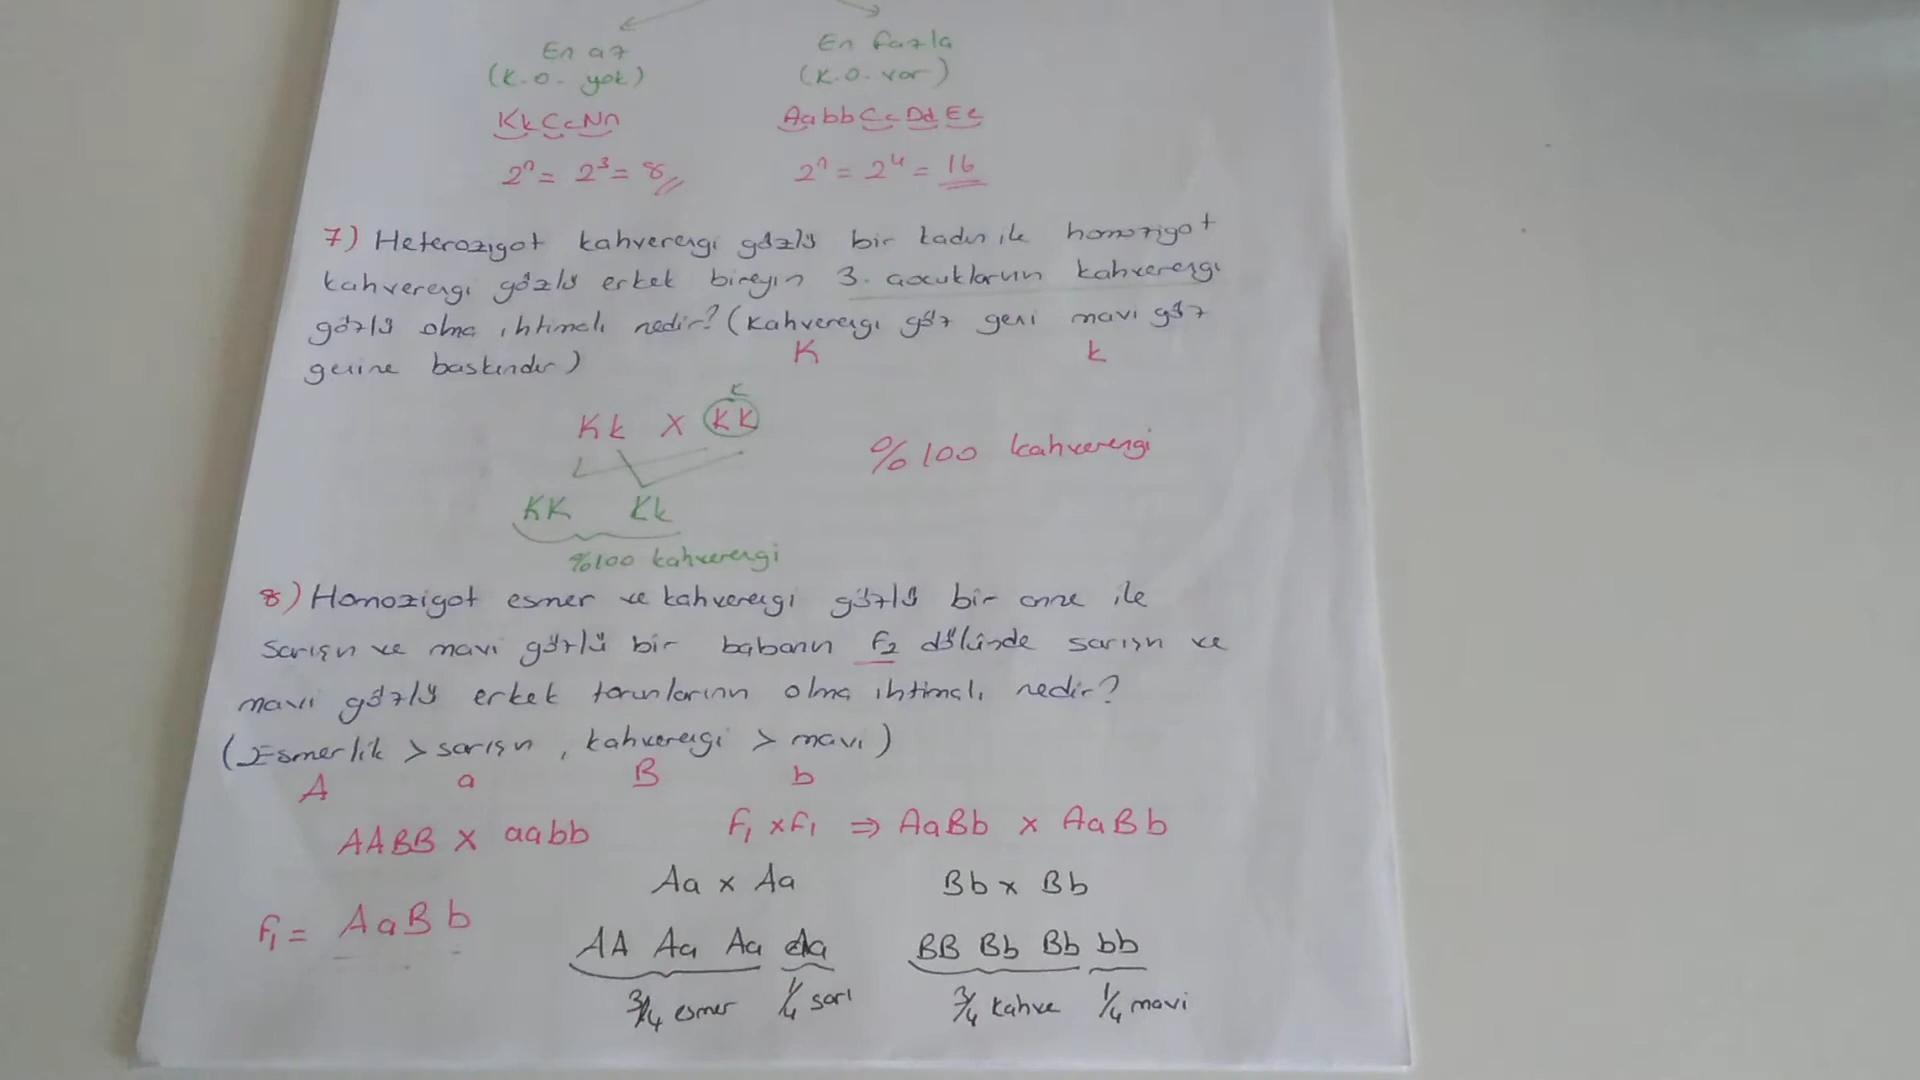 En az
En fazla
(K.O. yok)
(K.O. var)
KkCcNn
AabbCcDdEe
2ⁿ = 2³ = 8
2ⁿ = 2⁴ = 16
7) Heterozigot kahverengi gözlü bir kadın ile homozigot
kahverengi gözlü erkek bireyin 3. çocuklarının kahverengi
gözlü olma ihtimali nedir? (Kahverengi göz geni mavi göz
K
k
genine baskındır)
Kk X KK
%100 kahverengi
KK Kk
%100 kahverengi
8) Homozigot esmer ve kahverengi gözlü bir anne ile
sarışın ve mavi gözlü bir babanın F₂ dölünde sarışın ve
mavi gözlü erkek torunlarının olma ihtimali nedir?
(Esmerlik > sarışın, kahverengi > mavi)
A
a
B
b
AABB X aabb
F₁ x F₁ ⇒ AaBb x AaBb
Aa x Aa
Bb x Bb
F₁ = AaBb
AA Aa Aa aa
BB Bb Bb bb
3/4 esmer 1/4 sarı
3/4 kahve 1/4 mavi